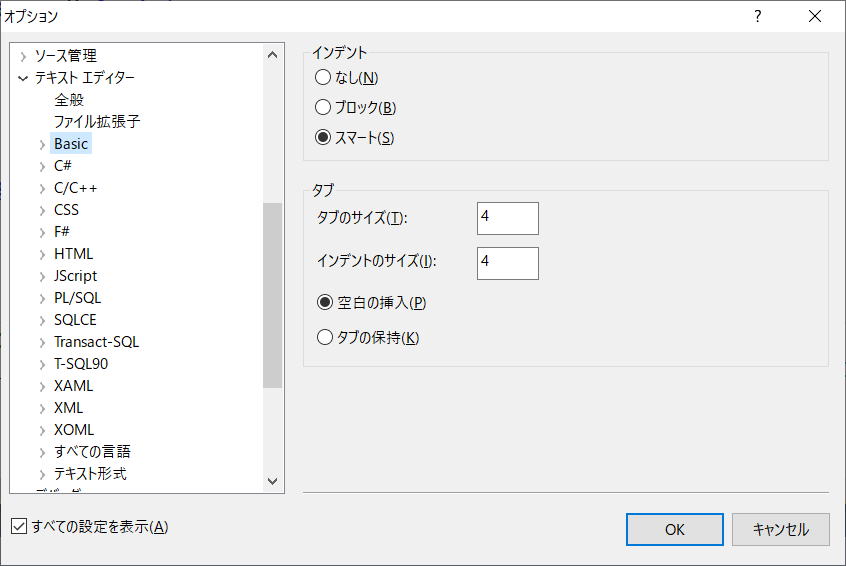 オプション
?
ソース管理
テキスト エディター
全般
ファイル拡張子
Basic
C#
C/C++
CSS
F#
HTML
JScript
PL/SQL
SQLCE
Transact-SQL
T-SQL90
XAML
XML
XOML
すべての言語
テキスト形式
インデント
なし(N)
ブロック(B)
スマート(S)
タブ
タブのサイズ(T):
4
インデントのサイズ(I):
4
空白の挿入(P)
タブの保持(K)
すべての設定を表示(A)
OK
キャンセル